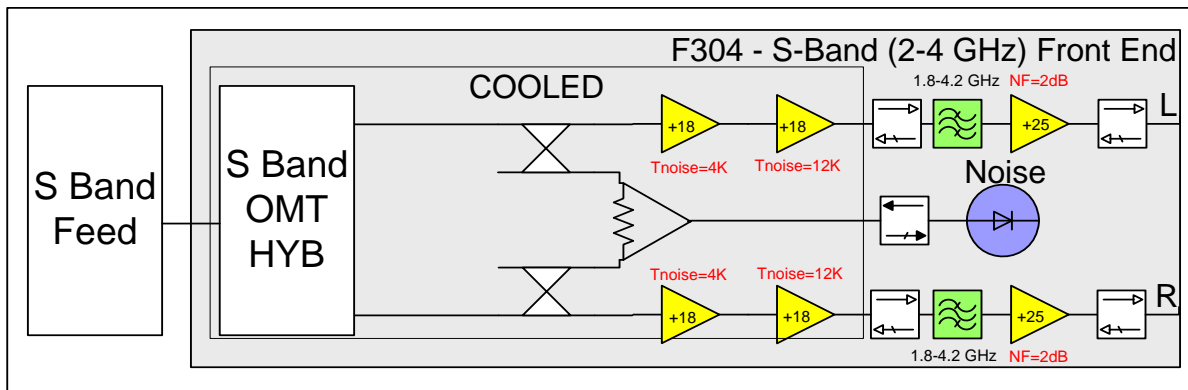 F304 - S-Band (2-4 GHz) Front End
1.8-4.2 GHz
NF=2dB
COOLED
L
+18
+18
+25
Tnoise=4K
Tnoise=12K
Noise
S Band
Feed
S Band
OMT
HYB
Tnoise=4K
Tnoise=12K
R
+18
+18
+25
1.8-4.2 GHz
NF=2dB